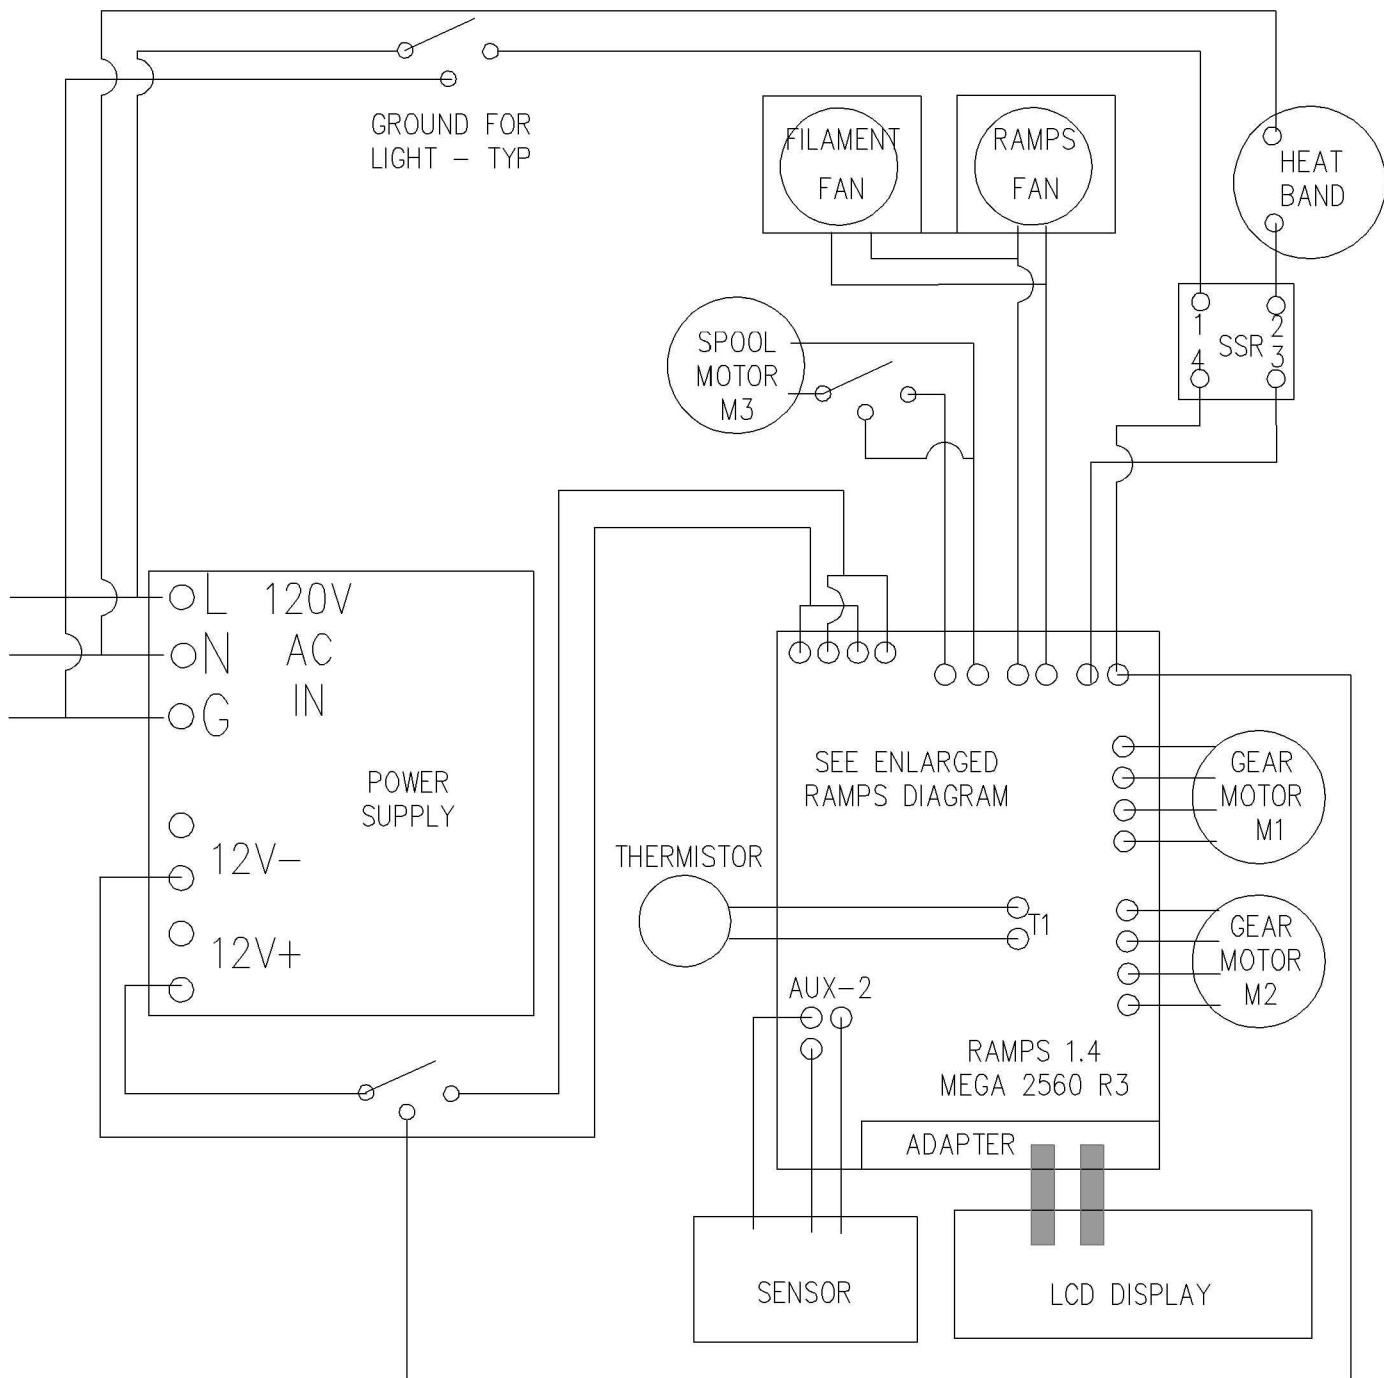 GROUND FOR
LIGHT - TYP
FILAMENT
FAN
RAMPS
FAN
HEAT
BAND
1 2
SSR
4 3
SPOOL
MOTOR
M3
L 120V
N AC
IN
G
POWER
SUPPLY
12V-
12V+
SEE ENLARGED
RAMPS DIAGRAM
GEAR
MOTOR
M1
THERMISTOR
T1
GEAR
MOTOR
M2
AUX-2
RAMPS 1.4
MEGA 2560 R3
ADAPTER
SENSOR
LCD DISPLAY